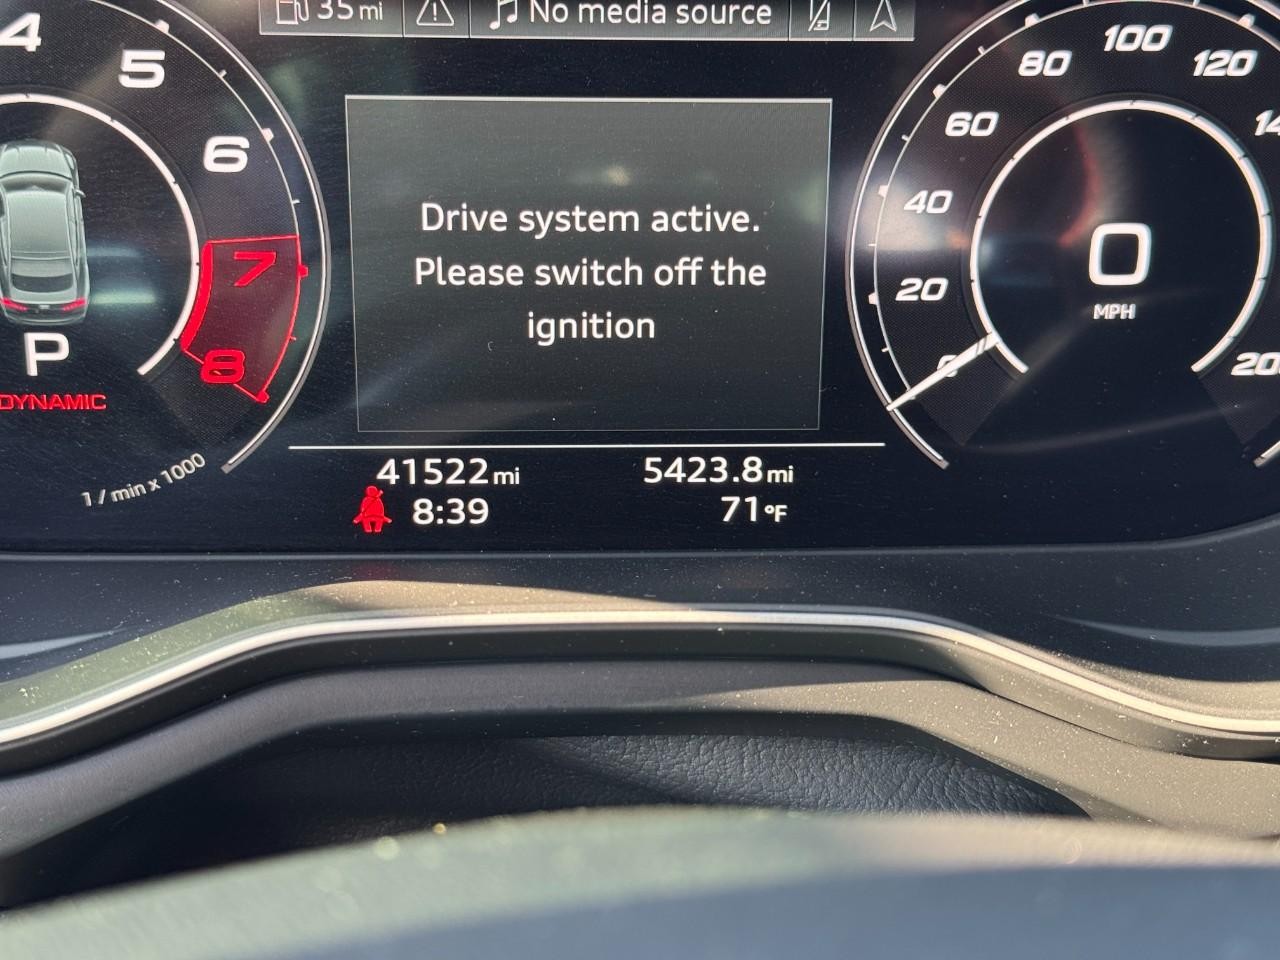 35 mi
No media source
4
5
6
7
8
P
DYNAMIC
1 / min x 1000
Drive system active.
Please switch off the
ignition
41522 mi
5423.8 mi
8:39
71 °F
0
20
40
60
80
100
120
0
MPH